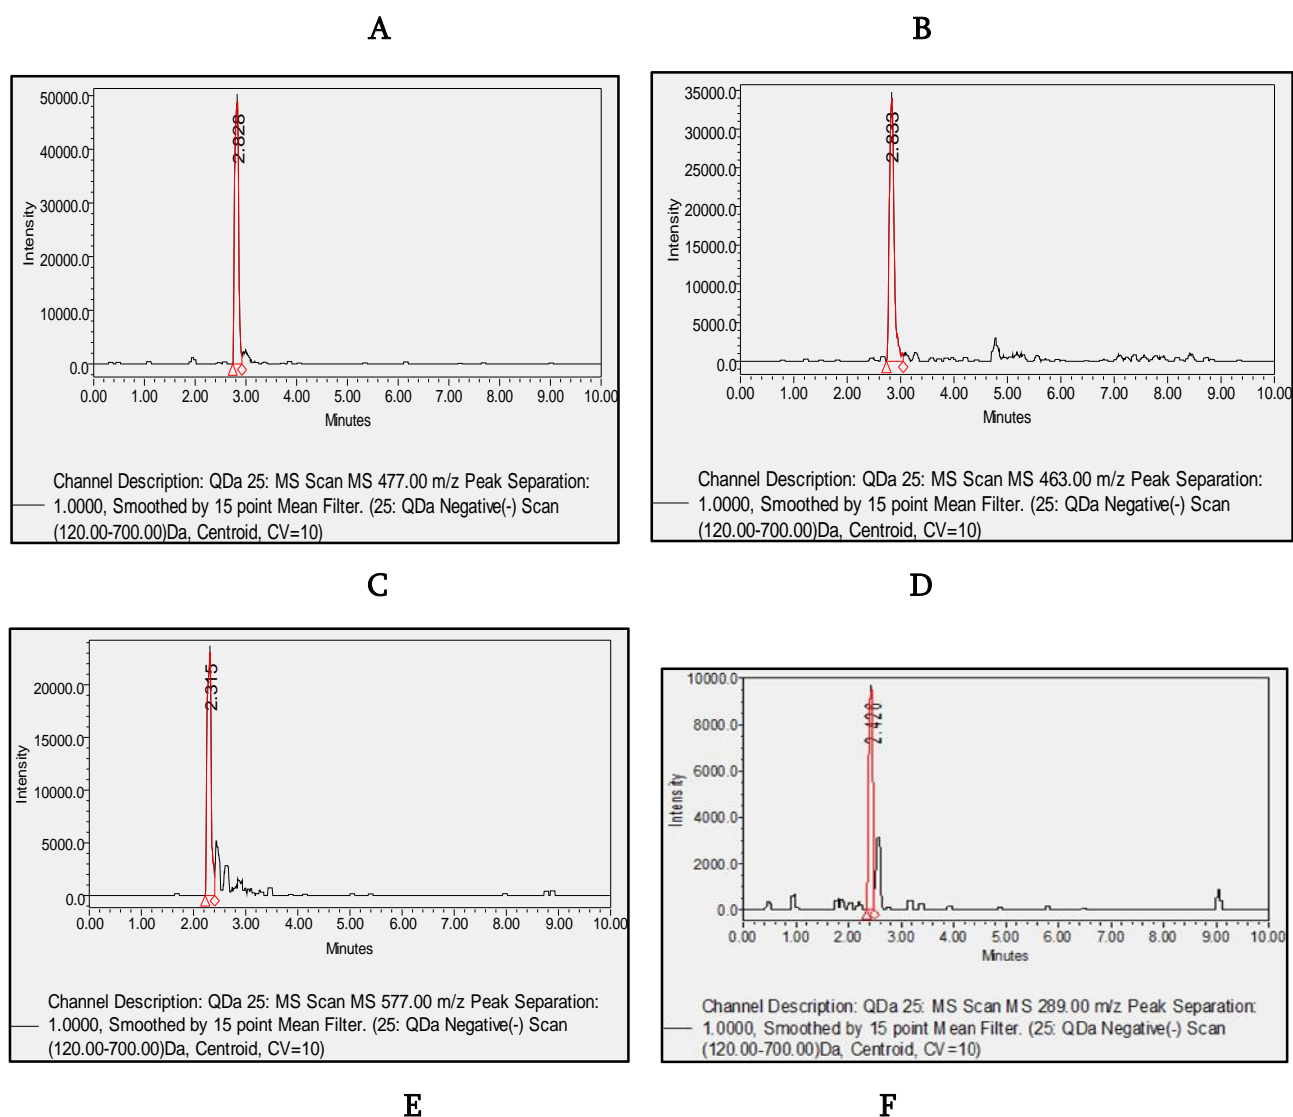 A
B
50000.0
40000.0
30000.0
20000.0
10000.0
0.0
Intensity
2.828
0.00 1.00 2.00 3.00 4.00 5.00 6.00 7.00 8.00 9.00 10.00
Minutes
Channel Description: QDa 25: MS Scan MS 477.00 m/z Peak Separation:
1.0000, Smoothed by 15 point Mean Filter. (25: QDa Negative(-) Scan
(120.00-700.00)Da, Centroid, CV=10)
35000.0
30000.0
25000.0
20000.0
15000.0
10000.0
5000.0
0.0
Intensity
2.833
0.00 1.00 2.00 3.00 4.00 5.00 6.00 7.00 8.00 9.00 10.00
Minutes
Channel Description: QDa 25: MS Scan MS 463.00 m/z Peak Separation:
1.0000, Smoothed by 15 point Mean Filter. (25: QDa Negative(-) Scan
(120.00-700.00)Da, Centroid, CV=10)
C
D
20000.0
15000.0
10000.0
5000.0
0.0
Intensity
2.315
0.00 1.00 2.00 3.00 4.00 5.00 6.00 7.00 8.00 9.00 10.00
Minutes
Channel Description: QDa 25: MS Scan MS 577.00 m/z Peak Separation:
1.0000, Smoothed by 15 point Mean Filter. (25: QDa Negative(-) Scan
(120.00-700.00)Da, Centroid, CV=10)
10000.0
8000.0
6000.0
4000.0
2000.0
0.0
Intensity
2.428
0.00 1.00 2.00 3.00 4.00 5.00 6.00 7.00 8.00 9.00 10.00
Minutes
Channel Description: QDa 25: MS Scan MS 289.00 m/z Peak Separation:
1.0000, Smoothed by 15 point Mean Filter. (25: QDa Negative(-) Scan
(120.00-700.00)Da, Centroid, CV=10)
E
F